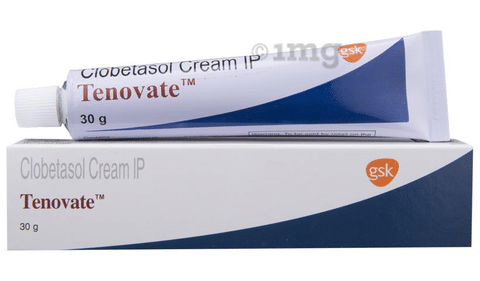 1mg
Clobetasol Cream IP
gsk
Tenovate™
30 g
Clobetasol Cream IP
gsk
Tenovate™
30 g